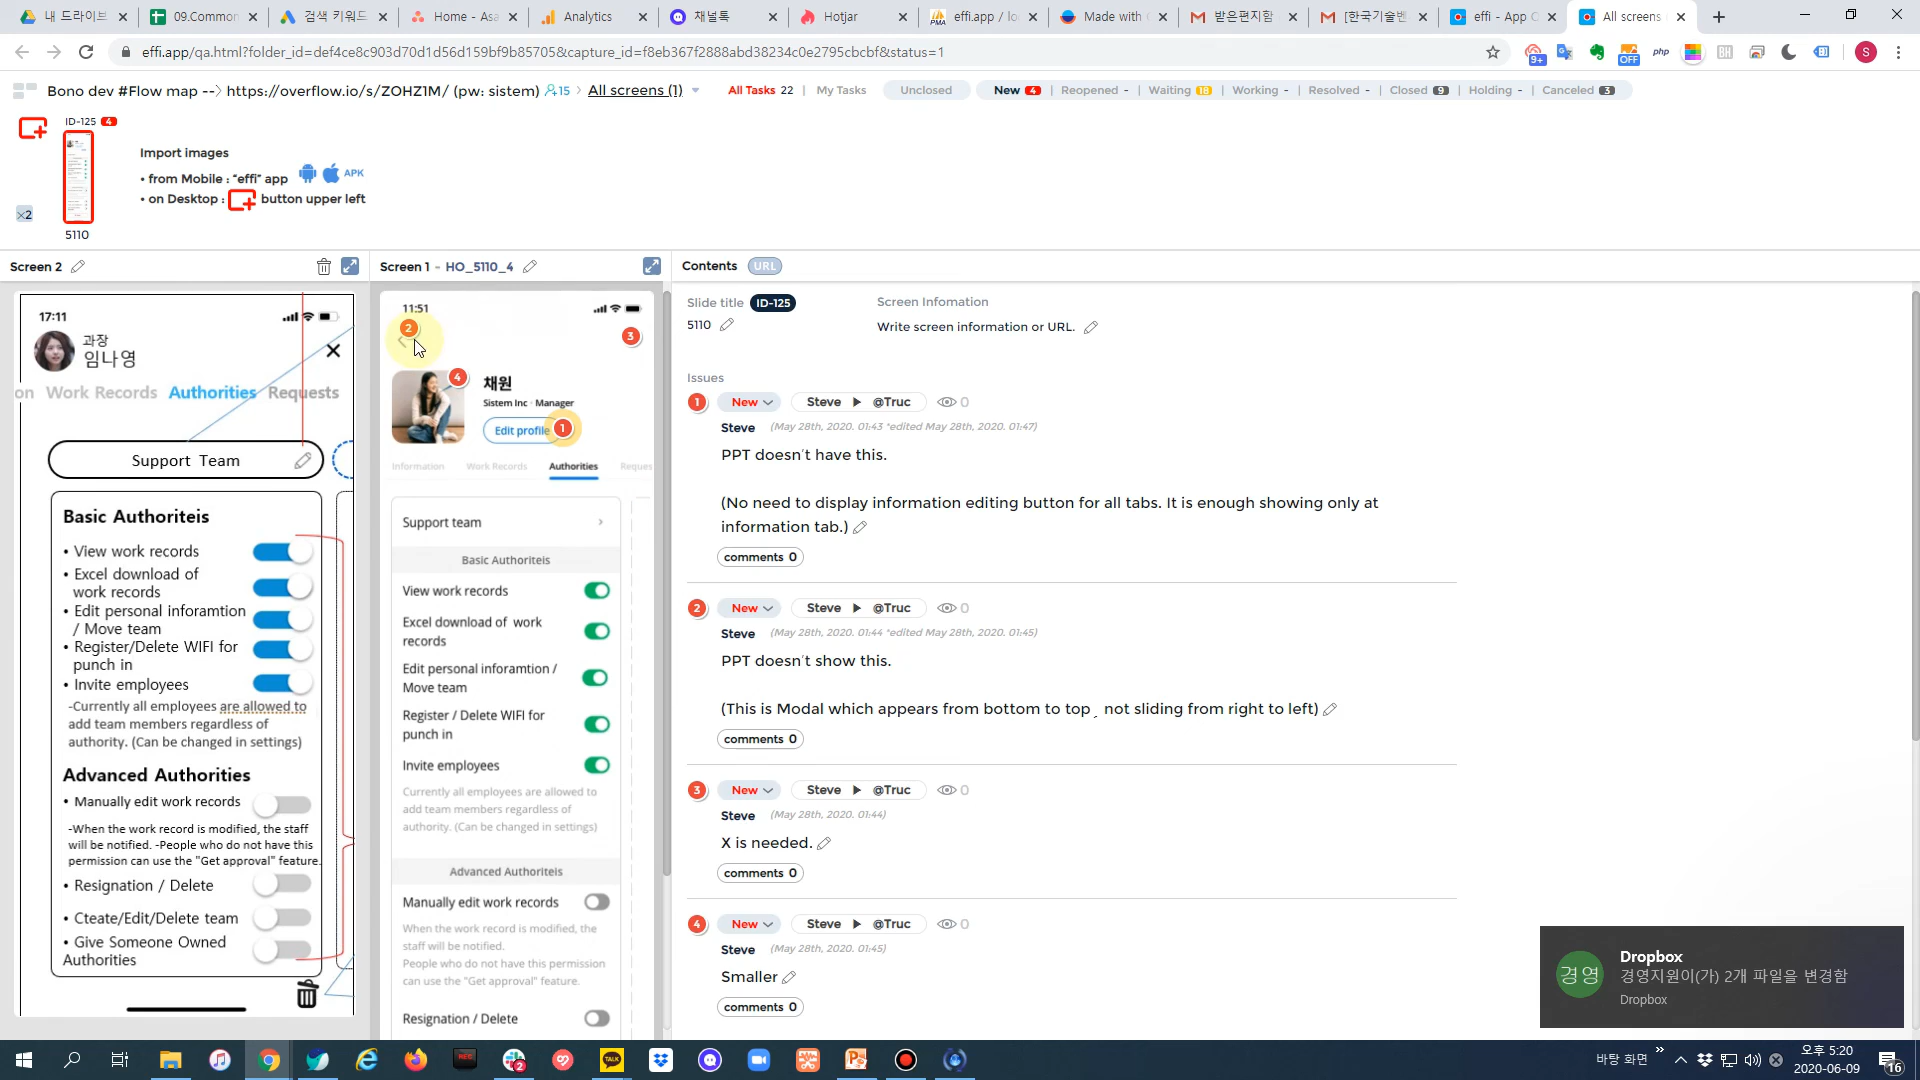 내 드라이브
09.Common
검색 키워드
Home - Asa
Analytics
채널톡
Hotjar
effi.app / lo
Made with
받은편지함
[한국기술벤
effi - App C
All screens
effi.app/qa.html?folder_id=def4ce8c903d70d1d56d159bf9b85705&capture_id=f8eb367f2888abd38234c0e2795cbcbf&status=1
9+
OFF
php
S
Bono dev #Flow map --> https://overflow.io/s/ZOHZ1M/ (pw: sistem) 15 > All screens (1)
All Tasks 22 My Tasks Unclosed New 4 | Reopened - | Waiting 18 | Working - | Resolved - | Closed 9 | Holding - | Canceled 3
ID-125 4
5110
x2
Import images
• from Mobile : "effi" app APK
• on Desktop : button upper left
Screen 2
Screen 1 - HO_5110_4
Contents URL
17:11
과장
임나영
on Work Records Authorities Requests
Support Team
Basic Authoriteis
• View work records
• Excel download of
work records
• Edit personal inforamtion
/ Move team
• Register/Delete WIFI for
punch in
• Invite employees
-Currently all employees are allowed to
add team members regardless of
authority. (Can be changed in settings)
Advanced Authorities
• Manually edit work records
-When the work record is modified, the staff
will be notified. -People who do not have this
permission can use the "Get approval" feature.
• Resignation / Delete
• Cteate/Edit/Delete team
• Give Someone Owned
Authorities
11:51
2
3
4
채원
Sistem Inc · Manager
Edit profile
1
Information Work Records Authorities Reques
Support team
Basic Authoriteis
View work records
Excel download of work
records
Edit personal inforamtion /
Move team
Register / Delete WIFI for
punch in
Invite employees
Currently all employees are allowed to
add team members regardless of
authority. (Can be changed in settings)
Advanced Authoriteis
Manually edit work records
When the work record is modified, the
staff will be notified.
People who do not have this permission
can use the "Get approval" feature.
Resignation / Delete
Slide title ID-125
5110
Screen Infomation
Write screen information or URL.
Issues
1 New Steve ▶ @Truc 0
Steve (May 28th, 2020. 01:43 *edited May 28th, 2020. 01:47)
PPT doesn't have this.
(No need to display information editing button for all tabs. It is enough showing only at
information tab.)
comments 0
2 New Steve ▶ @Truc 0
Steve (May 28th, 2020. 01:44 *edited May 28th, 2020. 01:45)
PPT doesn't show this.
(This is Modal which appears from bottom to top , not sliding from right to left)
comments 0
3 New Steve ▶ @Truc 0
Steve (May 28th, 2020. 01:44)
X is needed.
comments 0
4 New Steve ▶ @Truc 0
Steve (May 28th, 2020. 01:45)
Smaller
comments 0
경영
Dropbox
경영지원이(가) 2개 파일을 변경함
Dropbox
REC
2
TALK
바탕 화면
오후 5:20
2020-06-09
16